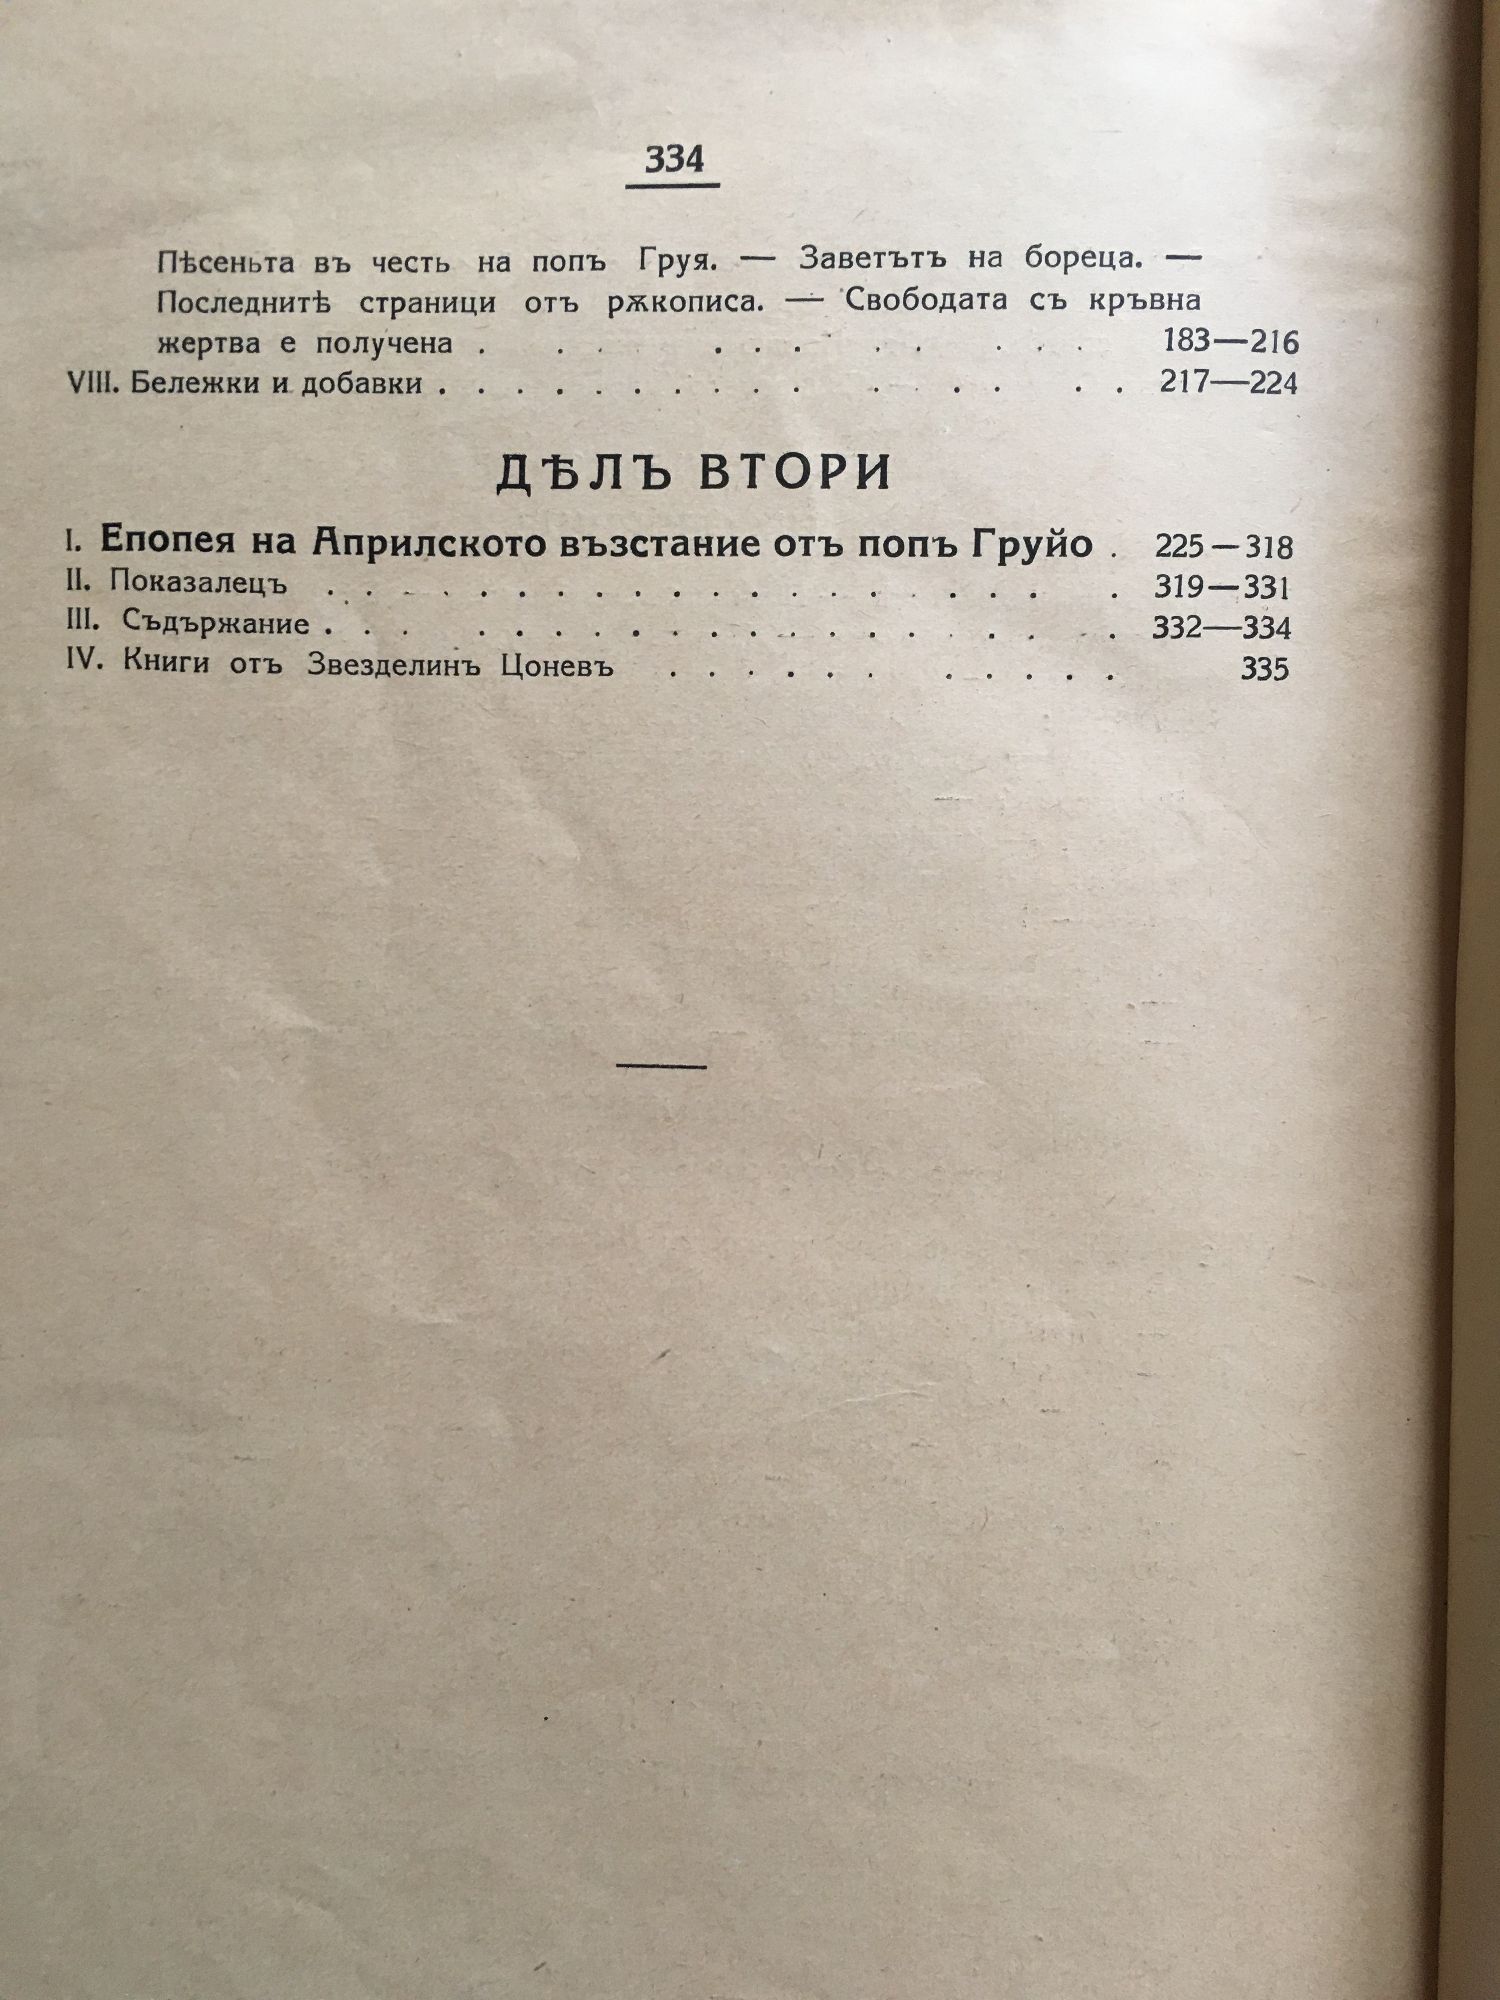 334
Пѣсеньта въ честь на попъ Груя. — Заветътъ на бореца. —
Последнитѣ страници отъ рѫкописа. — Свободата съ кръвна
жертва е получена . . . . . . . . . . . 183—216
VIII. Бележки и добавки . . . . . . . . . . . . . . . . 217—224
ДѢЛЪ ВТОРИ
I. Епопея на Априлското възстание отъ попъ Груйо . 225—318
II. Показалецъ . . . . . . . . . . . . . . . . . . . . 319—331
III. Съдържание . . . . . . . . . . . . . . . . . . . . 332—334
IV. Книги отъ Звезделинъ Цоневъ . . . . . . . . . . . 335